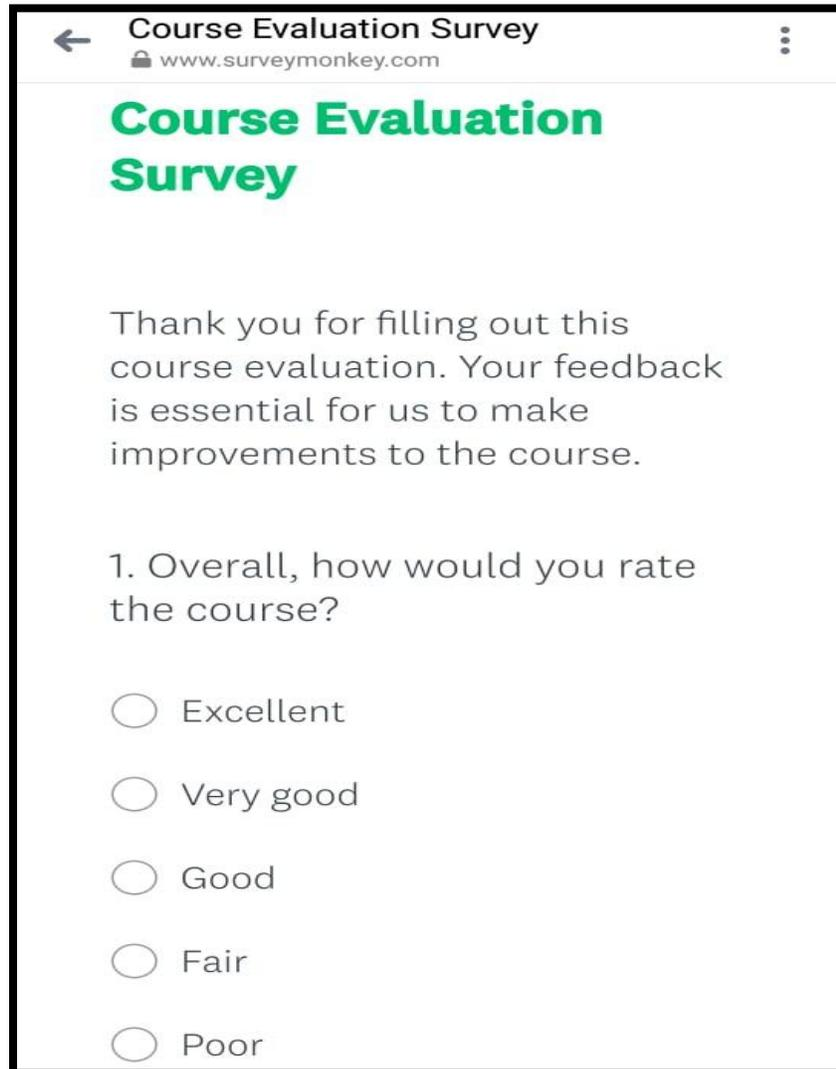 Course Evaluation Survey
www.surveymonkey.com
Course Evaluation
Survey
Thank you for filling out this
course evaluation. Your feedback
is essential for us to make
improvements to the course.
1. Overall, how would you rate
the course?
Excellent
Very good
Good
Fair
Poor